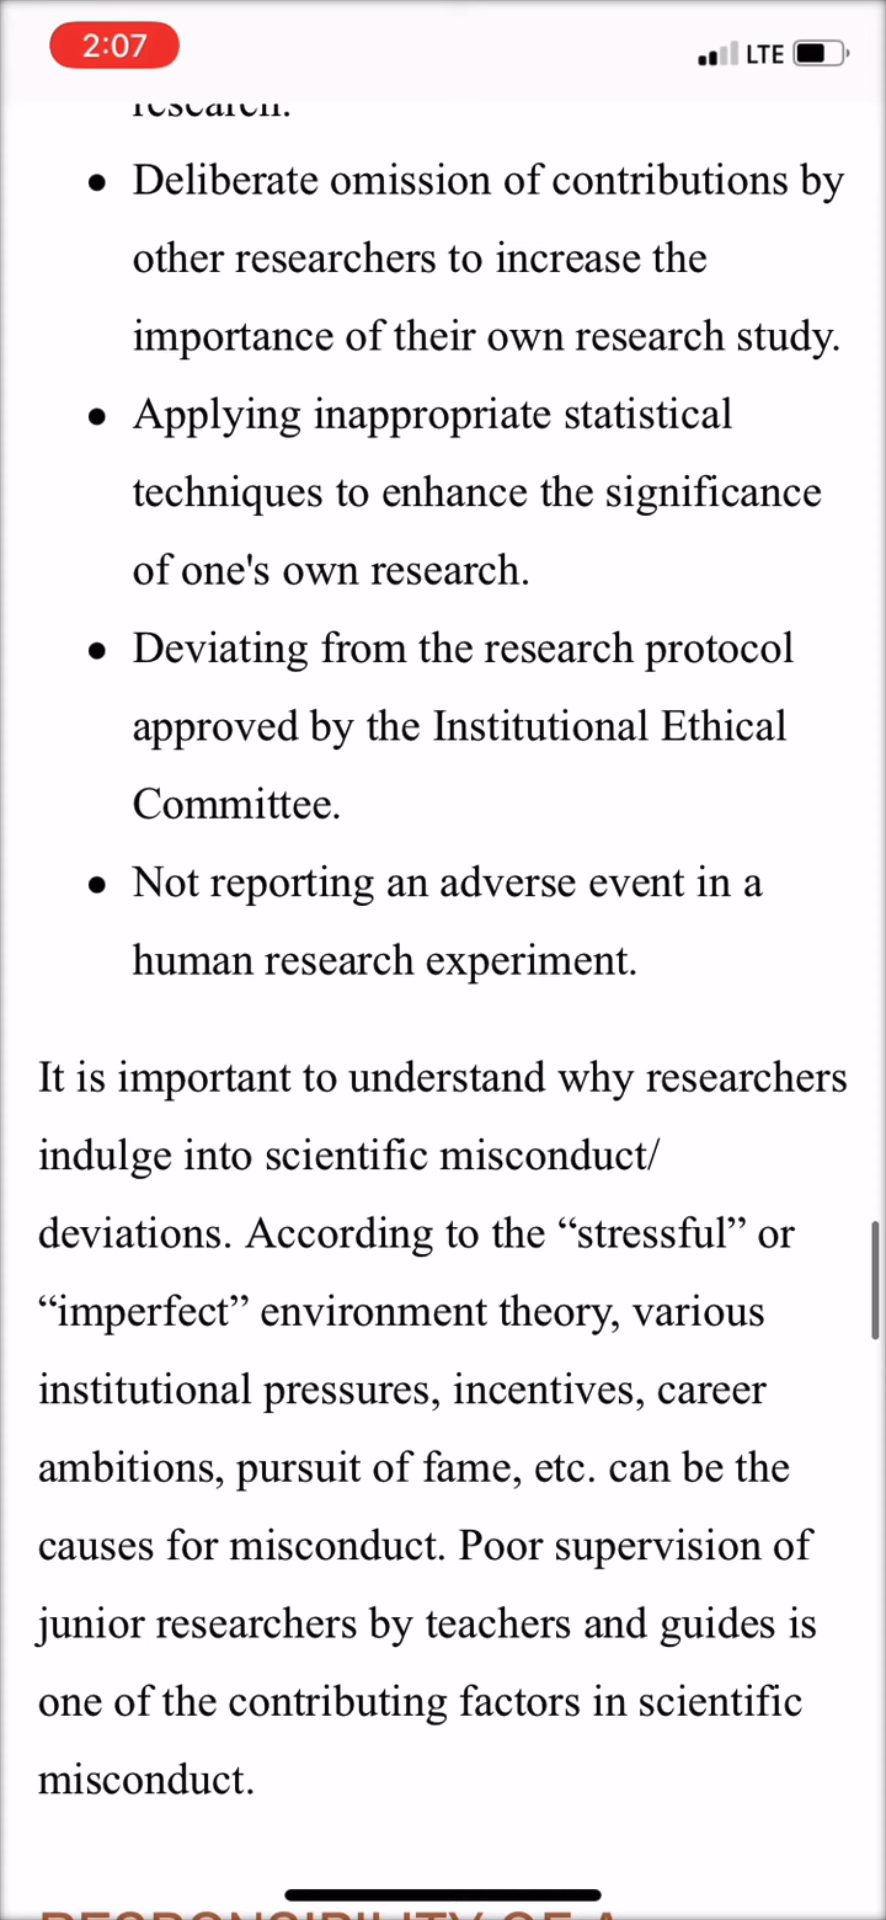 2:07
LTE
research.
• Deliberate omission of contributions by
other researchers to increase the
importance of their own research study.
• Applying inappropriate statistical
techniques to enhance the significance
of one's own research.
• Deviating from the research protocol
approved by the Institutional Ethical
Committee.
• Not reporting an adverse event in a
human research experiment.
It is important to understand why researchers
indulge into scientific misconduct/
deviations. According to the “stressful” or
“imperfect” environment theory, various
institutional pressures, incentives, career
ambitions, pursuit of fame, etc. can be the
causes for misconduct. Poor supervision of
junior researchers by teachers and guides is
one of the contributing factors in scientific
misconduct.
RESPONSIBILITY OF A